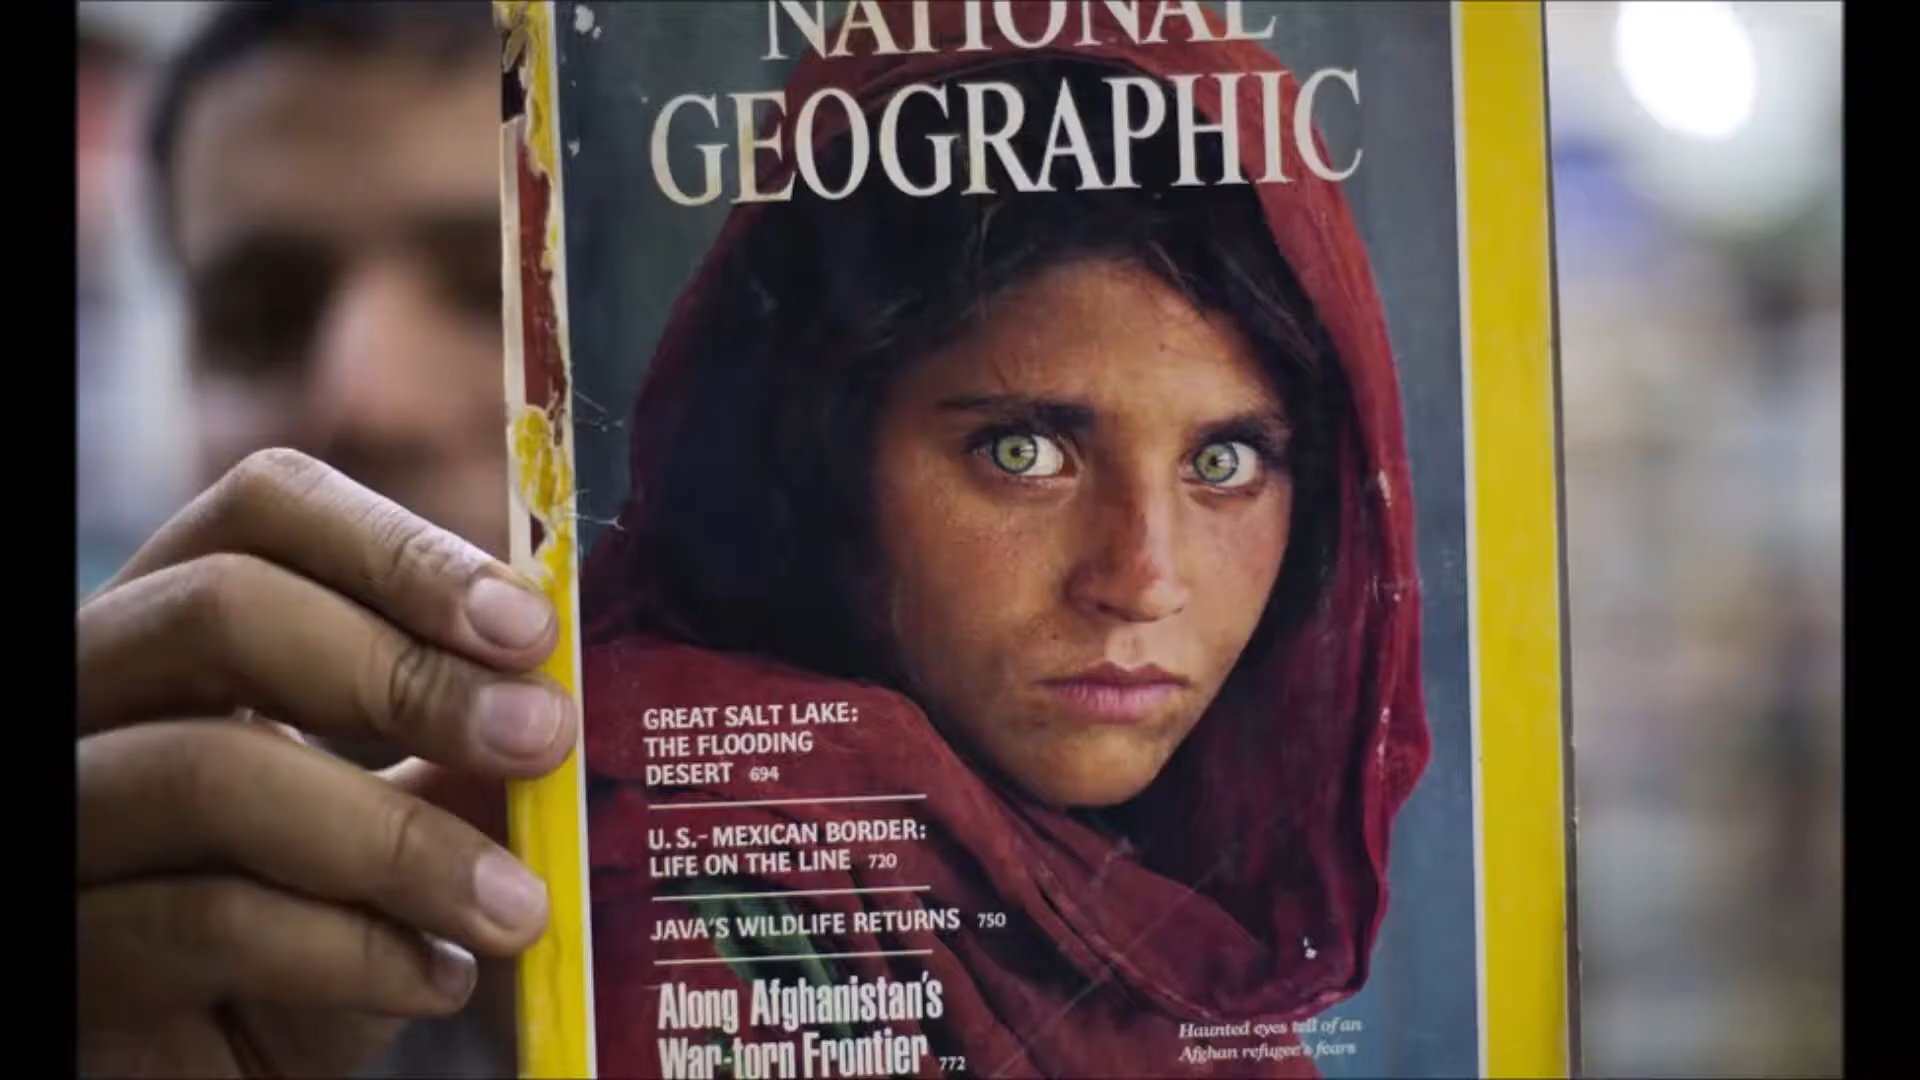 NATIONAL
GEOGRAPHIC
GREAT SALT LAKE:
THE FLOODING
DESERT 694
U.S.-MEXICAN BORDER:
LIFE ON THE LINE 720
JAVA'S WILDLIFE RETURNS 750
Along Afghanistan's
War-torn Frontier 772
Haunted eyes tell of an
Afghan refugee's fears